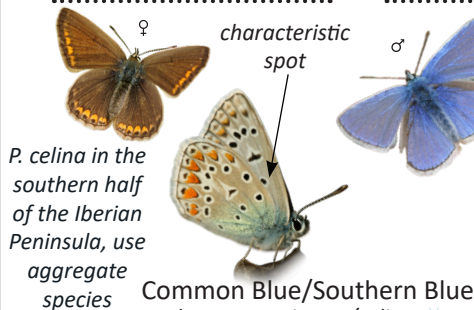 ♀
characteristic
spot
♂
P. celina in the
southern half
of the Iberian
Peninsula, use
aggregate
species
Common Blue/Southern Blue